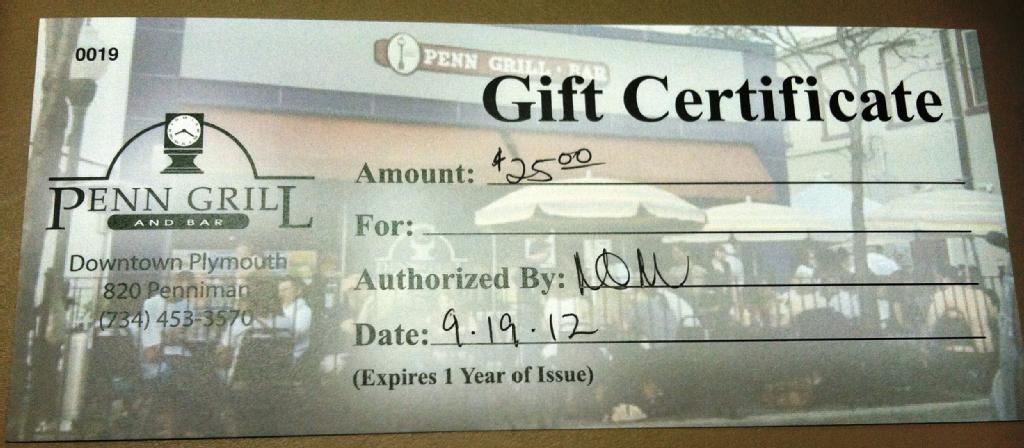 0019
PENN GRILL · BAR
Gift Certificate
PENN GRILL
AND BAR
Downtown Plymouth
820 Penniman
(734) 453-3570
Amount: $25.00
For:
Authorized By:
Date: 9.19.12
(Expires 1 Year of Issue)